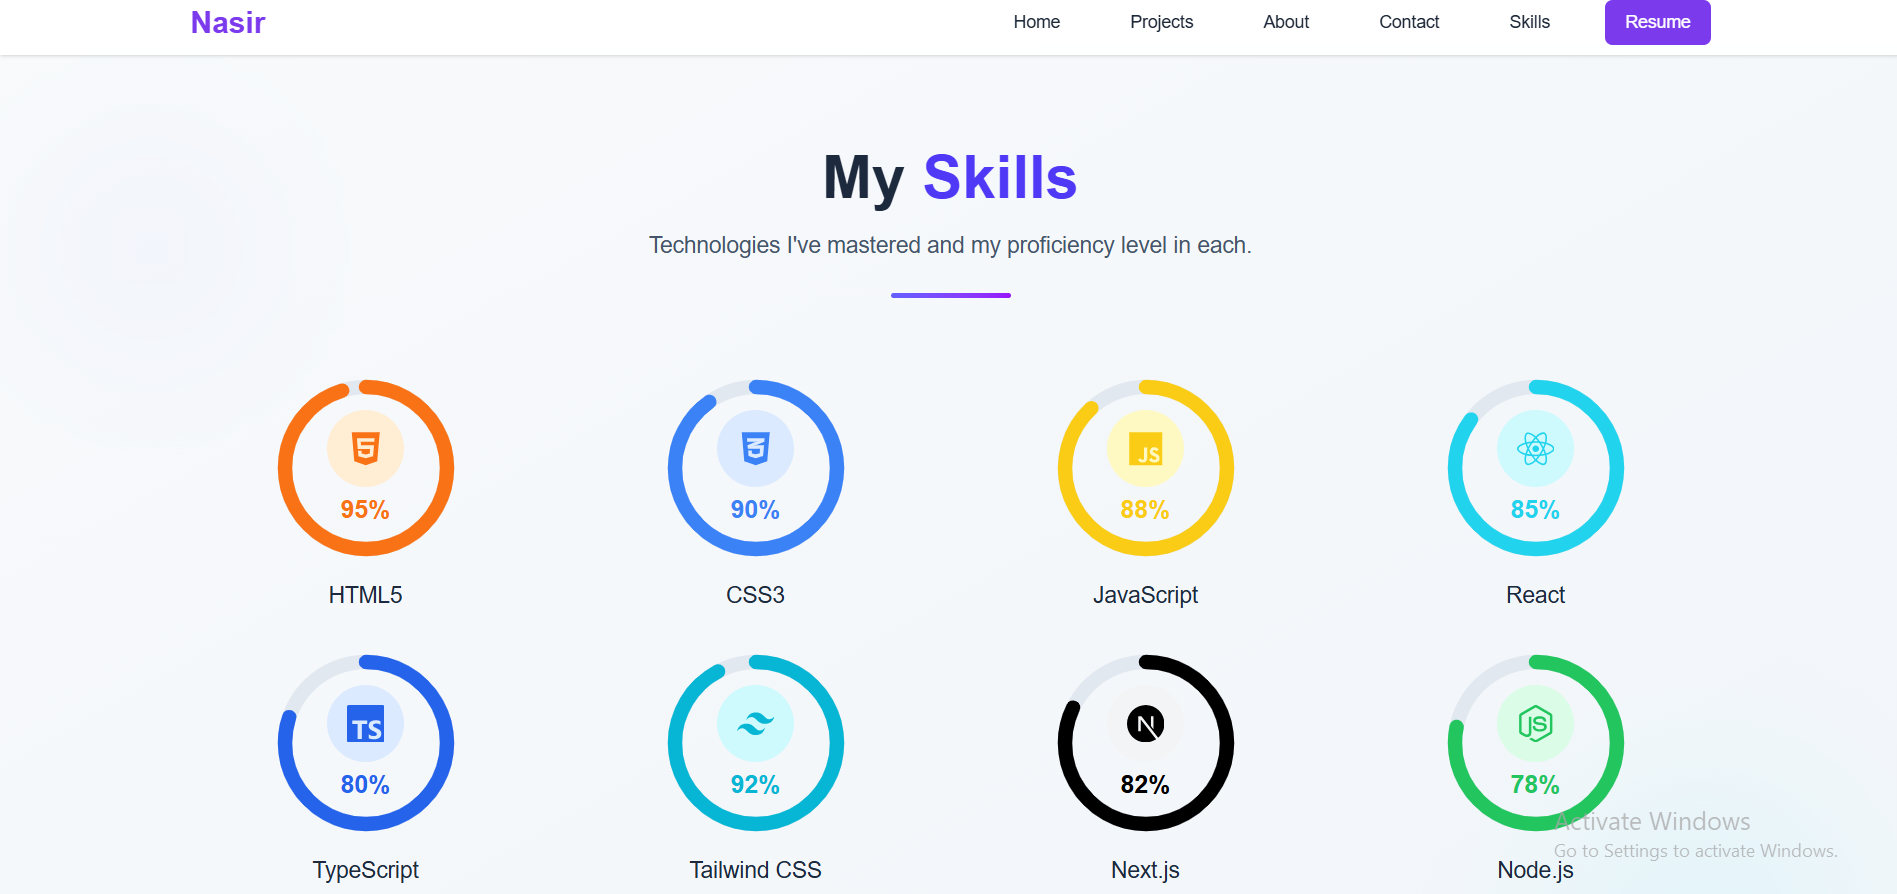 Nasir
Home Projects About Contact Skills Resume
My Skills
Technologies I've mastered and my proficiency level in each.
95% 90% JS 88% 85%
HTML5 CSS3 JavaScript React
TS N JS
80% 92% 82% 78%
Activate Windows
Go to Settings to activate Windows.
TypeScript Tailwind CSS Next.js Node.js